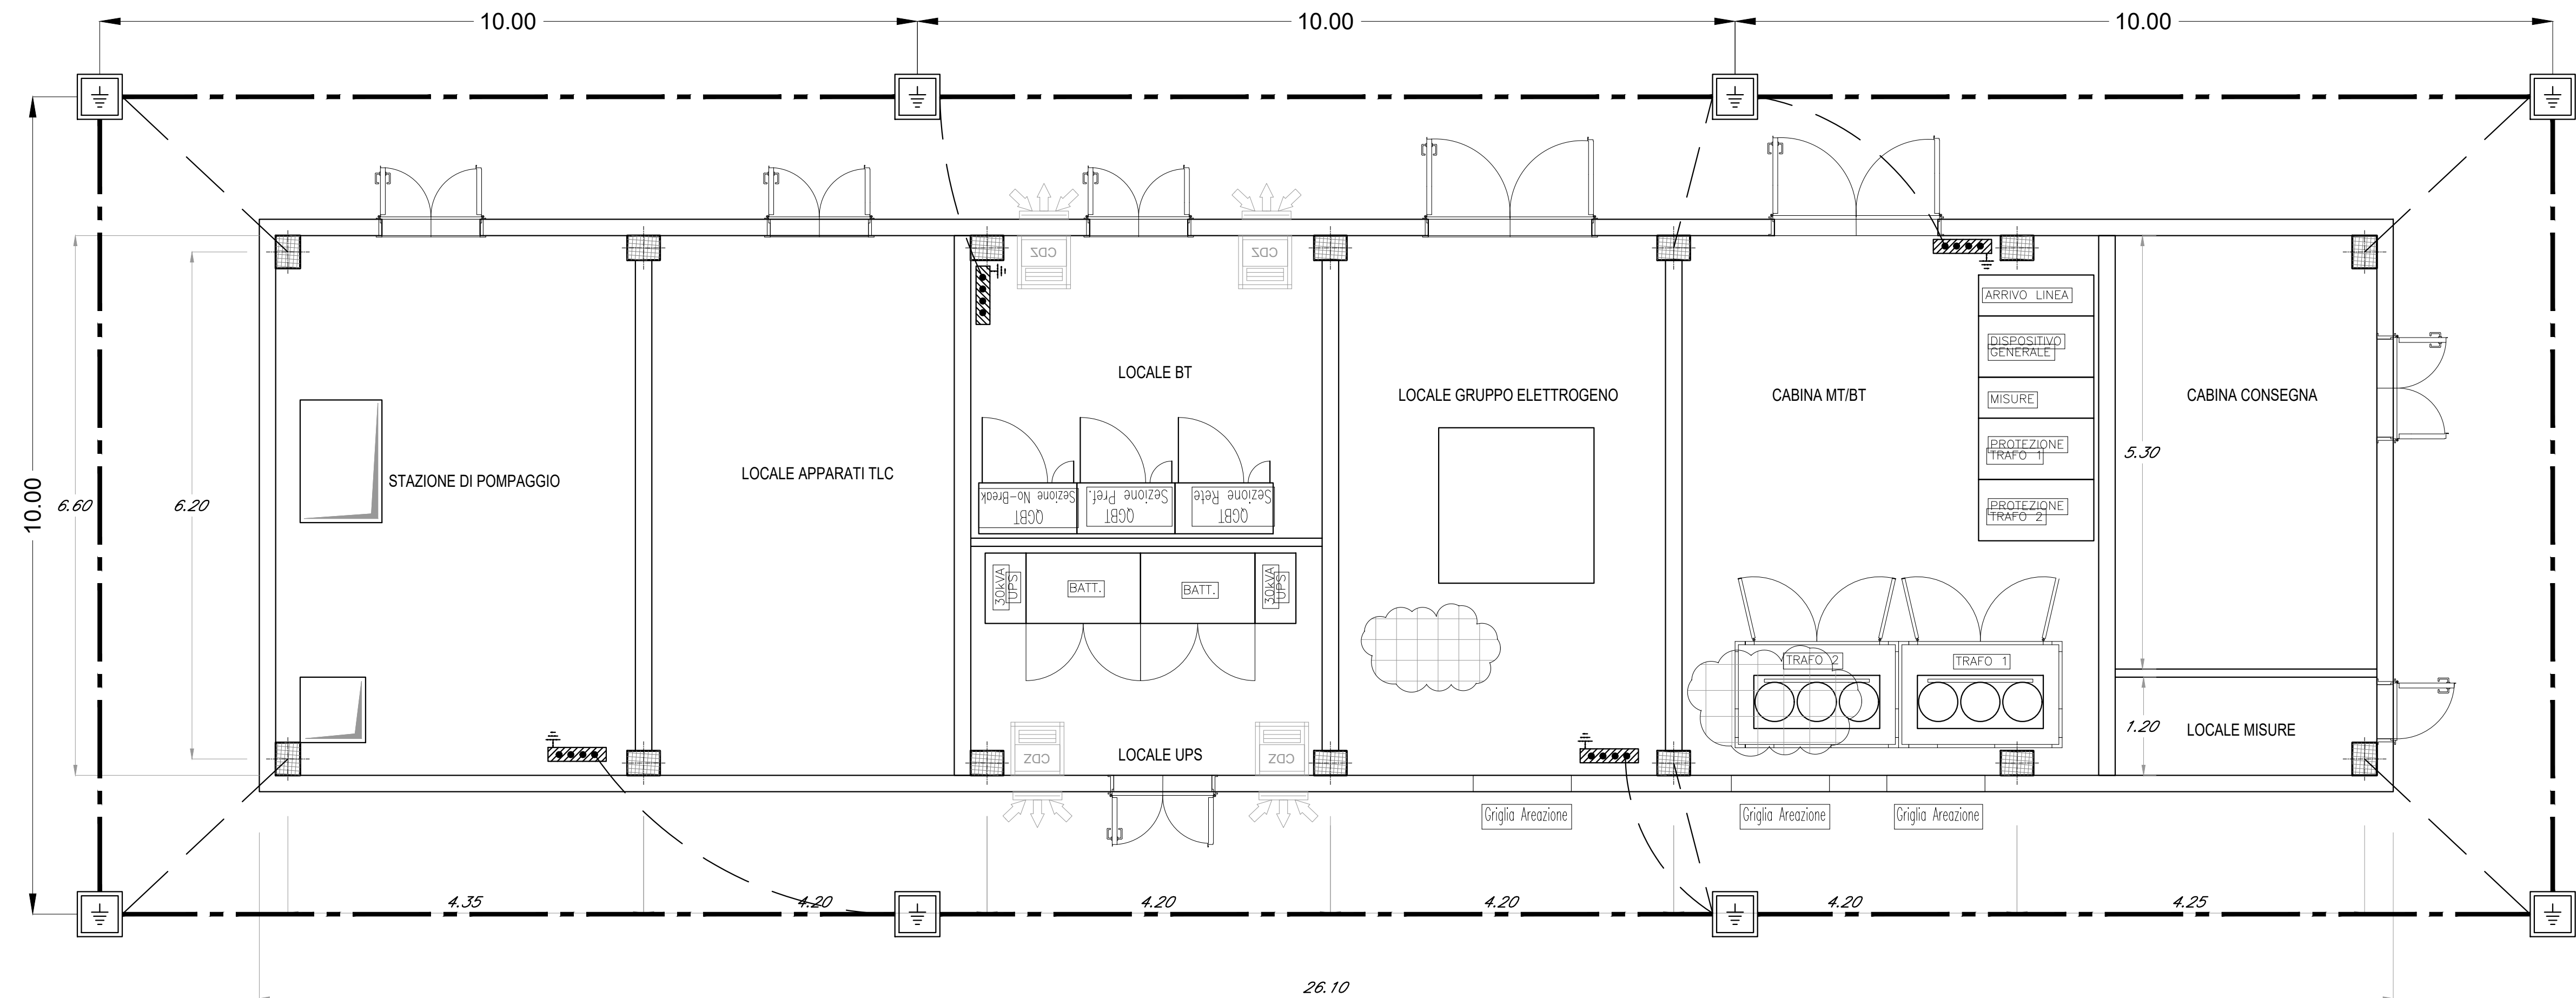 10.00
10.00
10.00
10.00
6.60
6.20
CDZ
CDZ
ARRIVO LINEA
DISPOSITIVO
GENERALE
MISURE
PROTEZIONE
TRAFO 1
PROTEZIONE
TRAFO 2
LOCALE BT
LOCALE GRUPPO ELETTROGENO
CABINA MT/BT
CABINA CONSEGNA
5.30
STAZIONE DI POMPAGGIO
LOCALE APPARATI TLC
QGBT
Sezione No-Break
QGBT
Sezione Pref.
QGBT
Sezione Rete
30kVA
UPS
BATT.
BATT.
30kVA
UPS
TRAFO 2
TRAFO 1
1.20
LOCALE MISURE
CDZ
LOCALE UPS
CDZ
Griglia Areazione
Griglia Areazione
Griglia Areazione
4.35
4.20
4.20
4.20
4.20
4.25
26.10